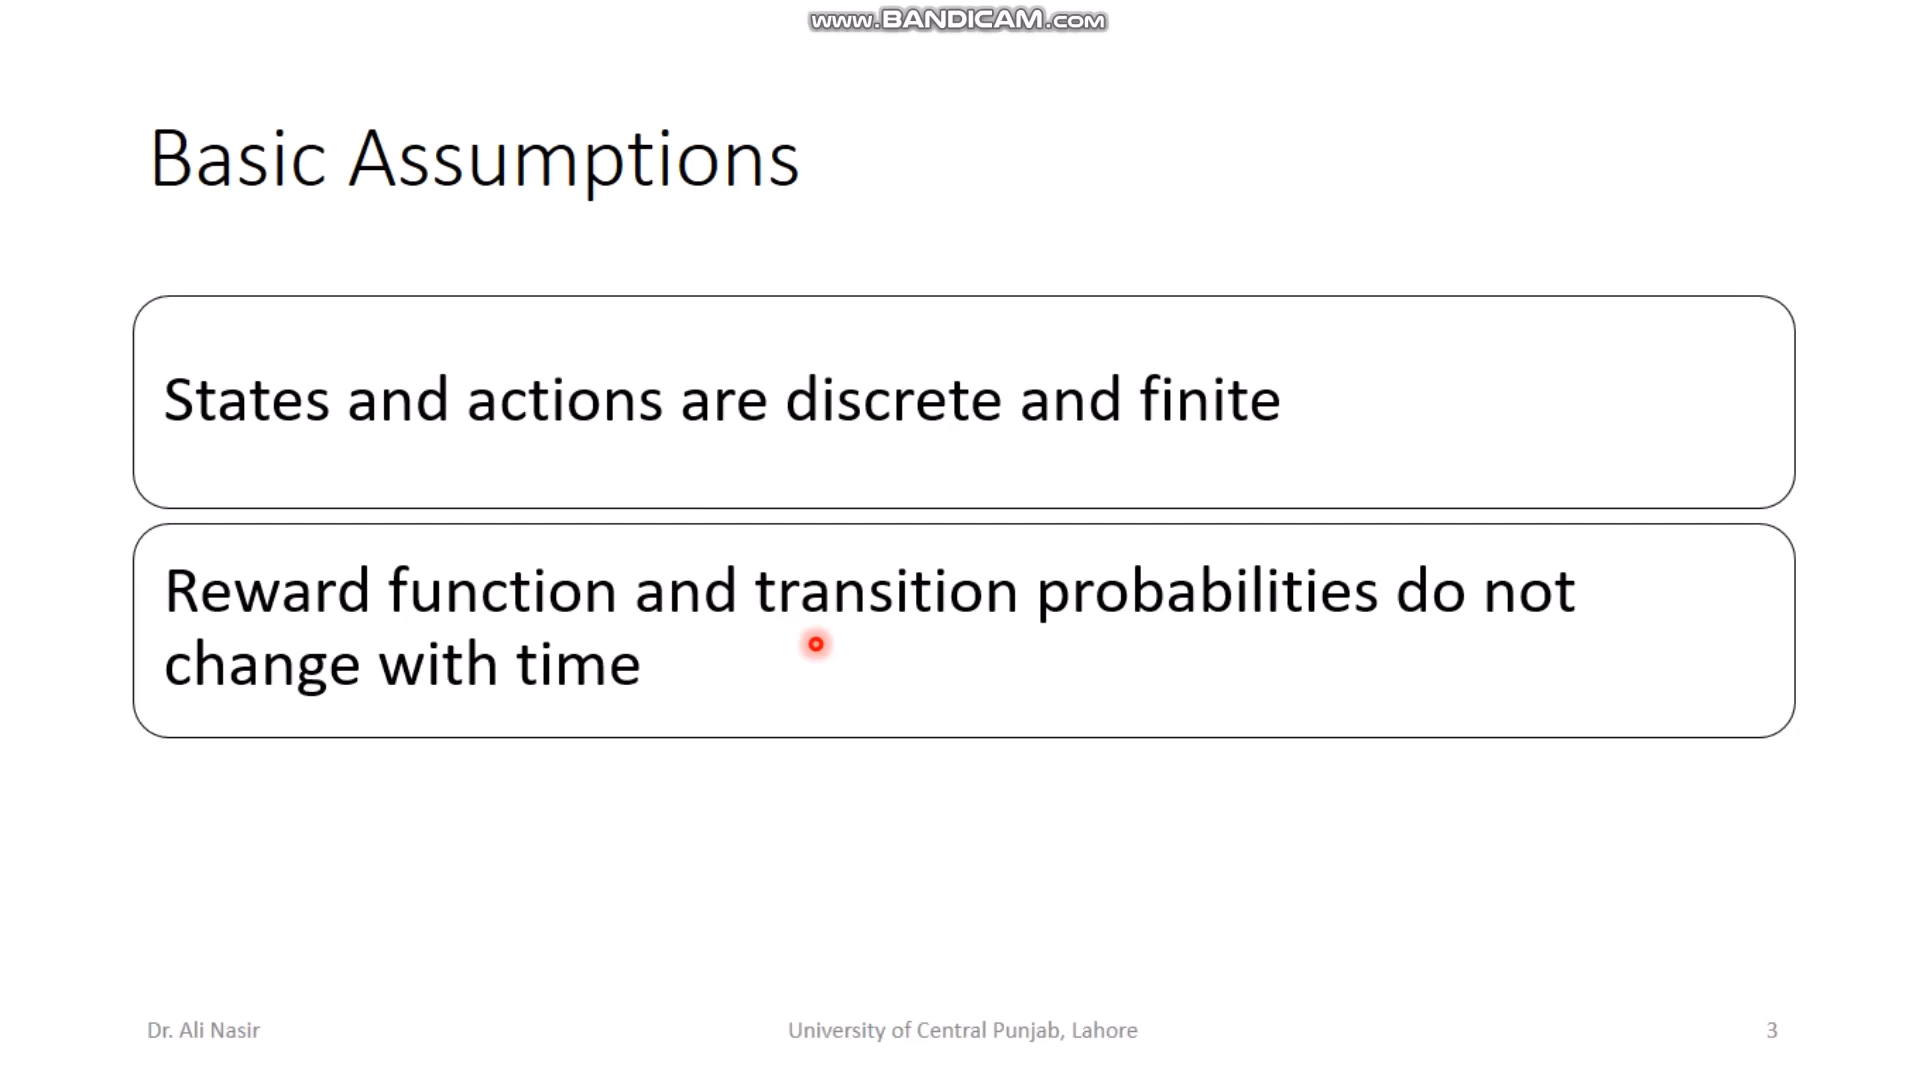 www.BANDICAM.com
Basic Assumptions
States and actions are discrete and finite
Reward function and transition probabilities do not
change with time
Dr. Ali Nasir
University of Central Punjab, Lahore
3